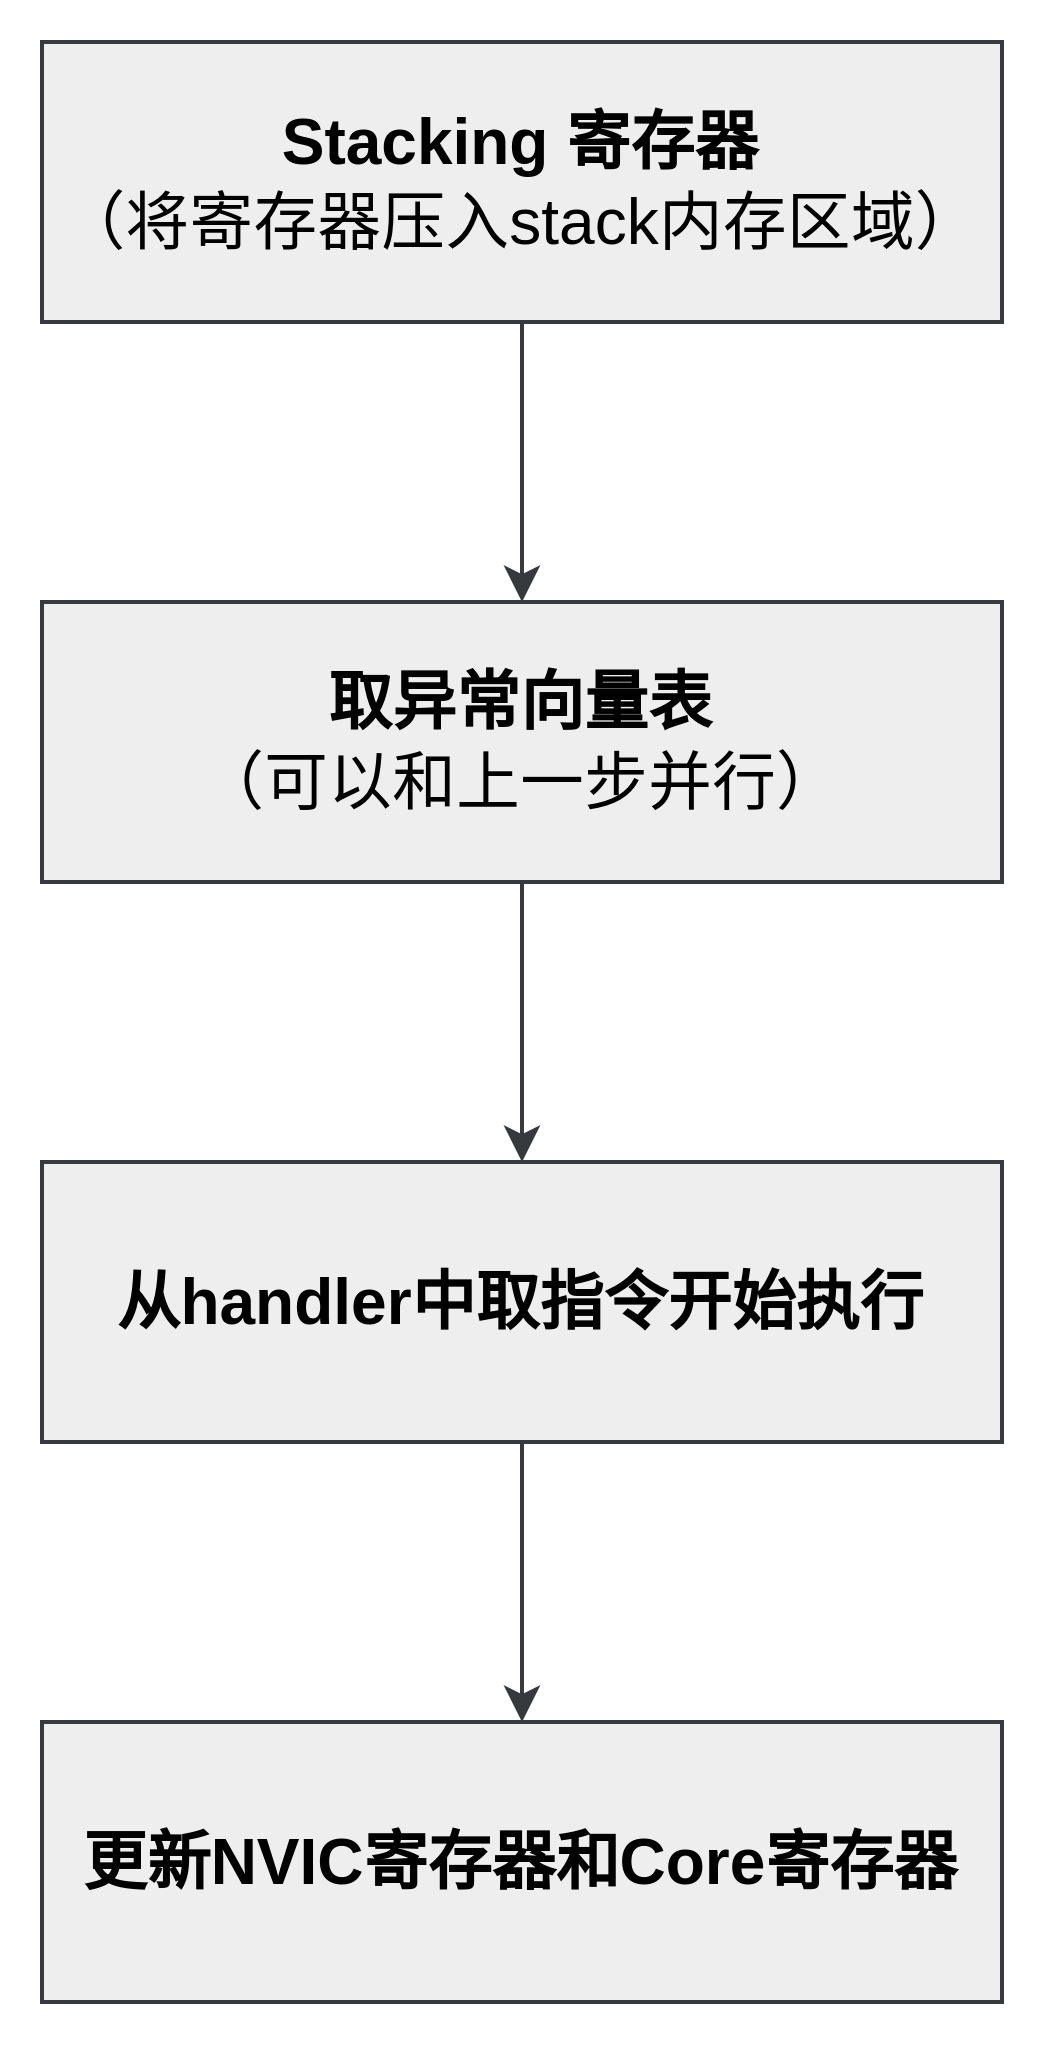 Stacking 寄存器
（将寄存器压入stack内存区域）
取异常向量表
（可以和上一步并行）
从handler中取指令开始执行
更新NVIC寄存器和Core寄存器